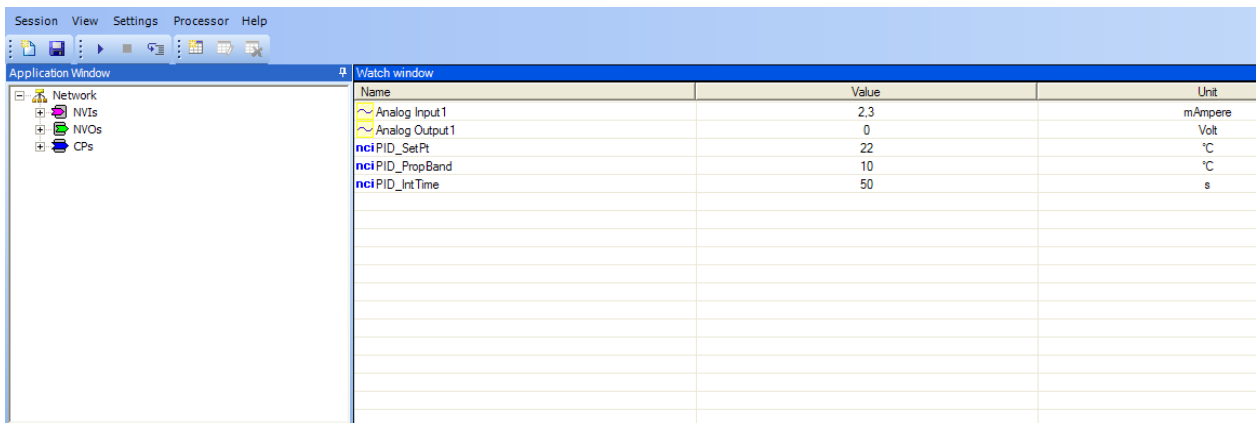 Session View Settings Processor Help
Application Window
Network
NVIs
NVOs
CPs
Watch window
Name Value Unit
Analog Input1 2,3 mAmpere
Analog Output1 0 Volt
nci PID_SetPt 22 °C
nci PID_PropBand 10 °C
nci PID_IntTime 50 s